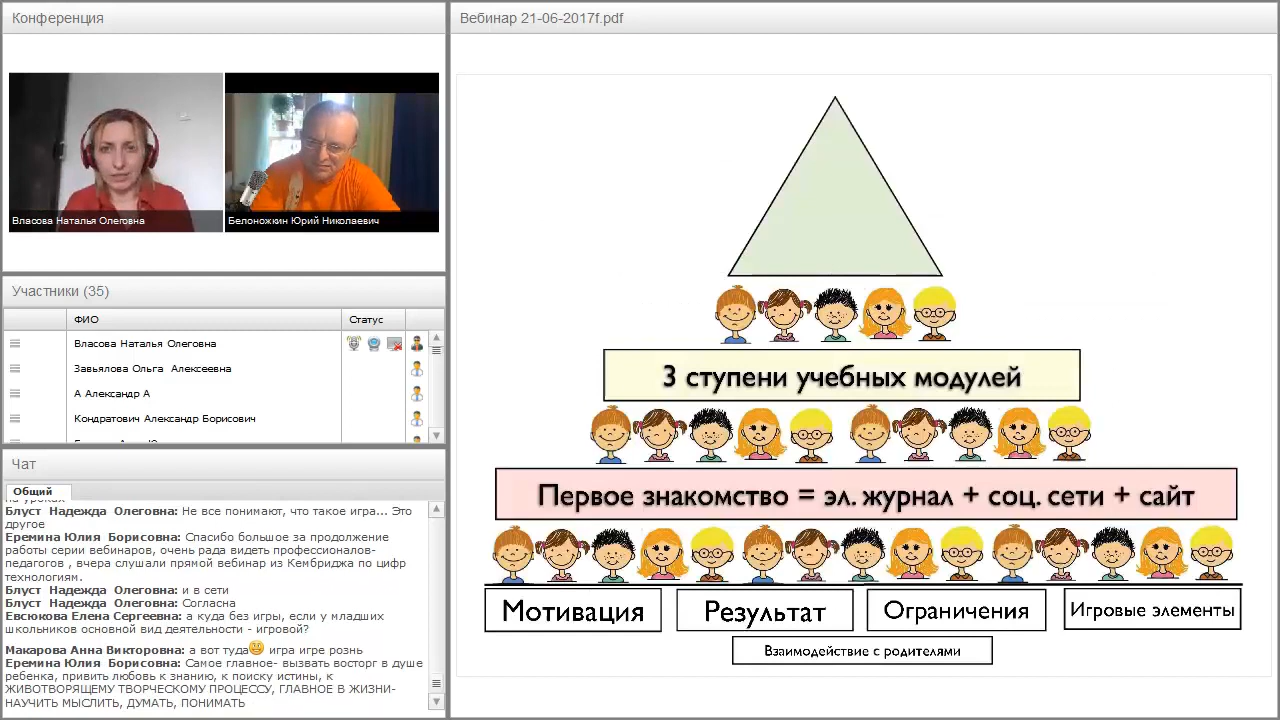 Конференция
Власова Наталья Олеговна
Белоножкин Юрий Николаевич
Участники (35)
ФИО Статус
Власова Наталья Олеговна
Завьялова Ольга Алексеевна
А Александр А
Кондратович Александр Борисович
Чат
Общий
на уроках
Блуст Надежда Олеговна: Не все понимают, что такое игра... Это
другое
Еремина Юлия Борисовна: Спасибо большое за продолжение
работы серии вебинаров, очень рада видеть профессионалов-
педагогов , вчера слушали прямой вебинар из Кембриджа по цифр
технологиям.
Блуст Надежда Олеговна: и в сети
Блуст Надежда Олеговна: Согласна
Евсюкова Елена Сергеевна: а куда без игры, если у младших
школьников основной вид деятельности - игровой?
Макарова Анна Викторовна: а вот туда игра игре рознь
Еремина Юлия Борисовна: Самое главное- вызвать восторг в душе
ребенка, привить любовь к знанию, к поиску истины, к
ЖИВОТВОРЯЩЕМУ ТВОРЧЕСКОМУ ПРОЦЕССУ, ГЛАВНОЕ В ЖИЗНИ-
НАУЧИТЬ МЫСЛИТЬ, ДУМАТЬ, ПОНИМАТЬ
Вебинар 21-06-2017f.pdf
3 ступени учебных модулей
Первое знакомство = эл. журнал + соц. сети + сайт
Мотивация
Результат
Ограничения
Игровые элементы
Взаимодействие с родителями